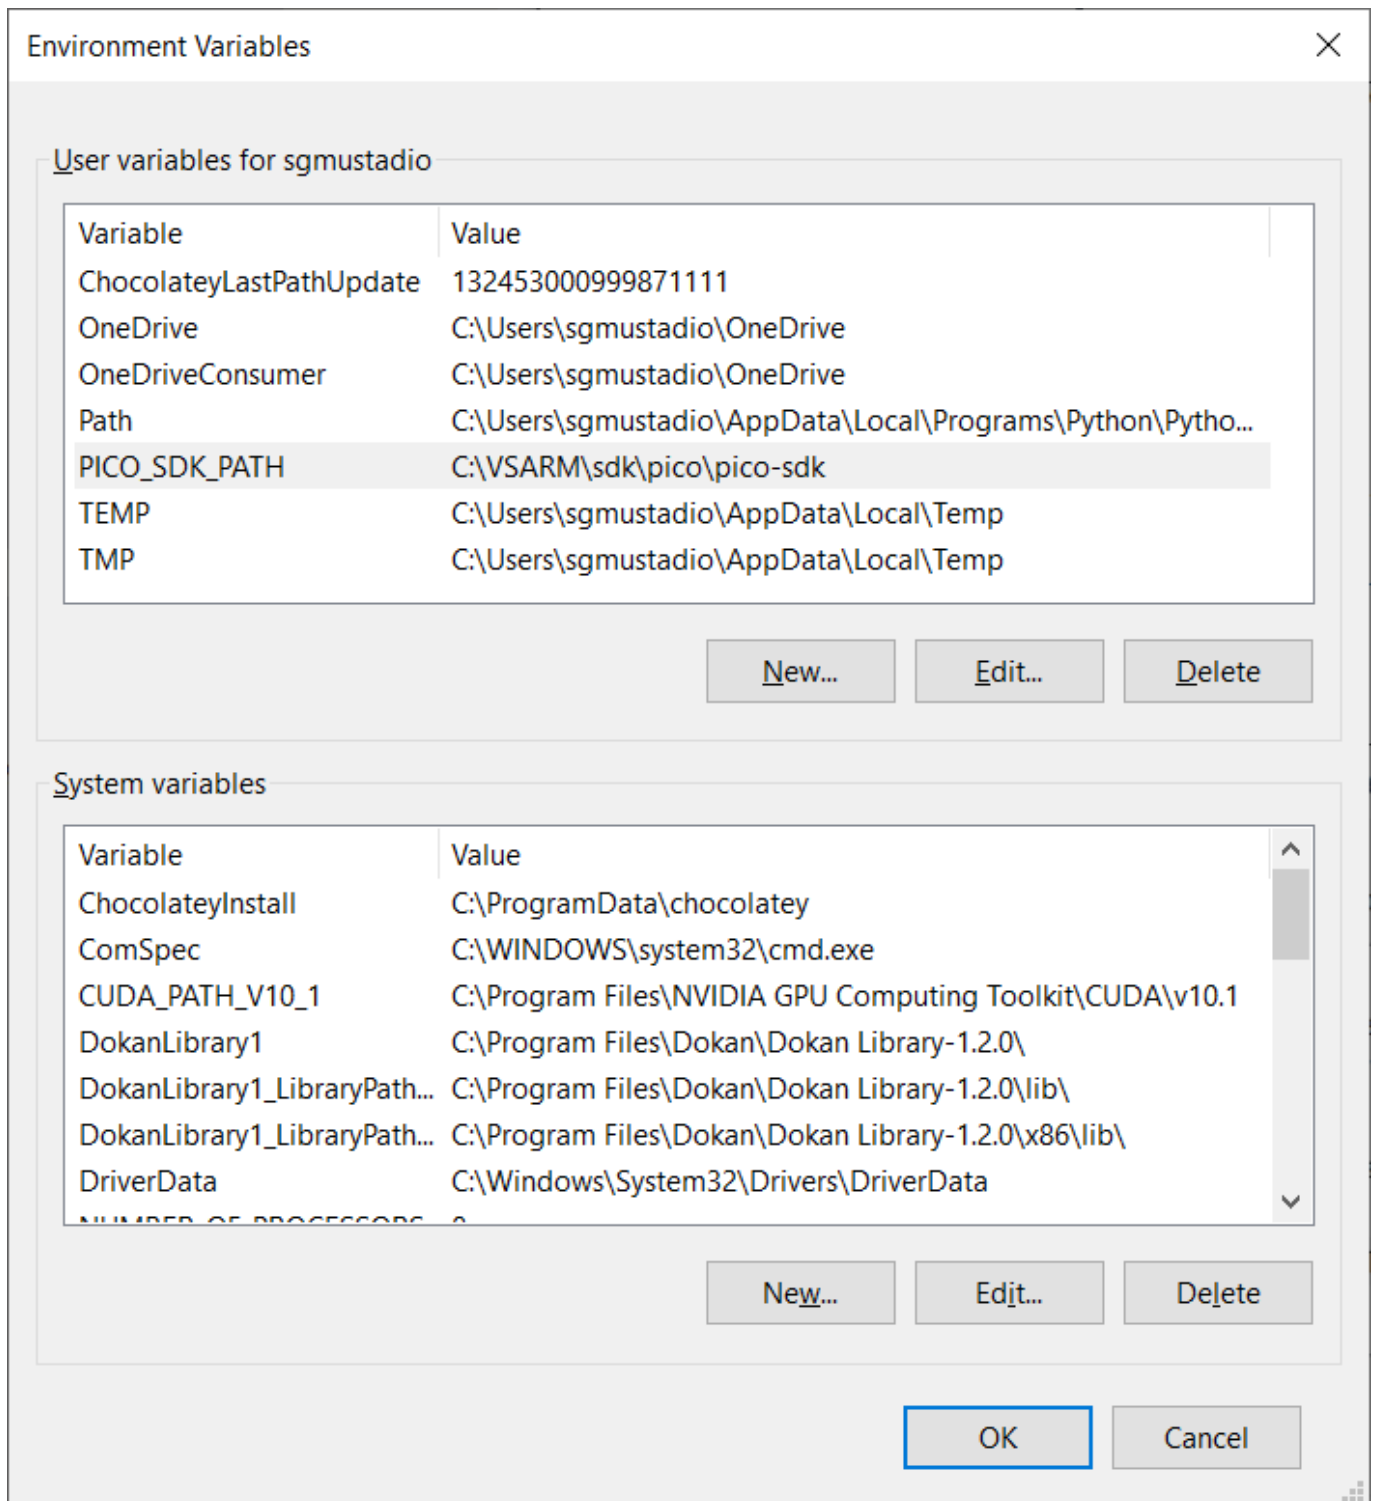 Environment Variables
User variables for sgmustadio
Variable Value
ChocolateyLastPathUpdate 132453000999871111
OneDrive C:\Users\sgmustadio\OneDrive
OneDriveConsumer C:\Users\sgmustadio\OneDrive
Path C:\Users\sgmustadio\AppData\Local\Programs\Python\Pytho...
PICO_SDK_PATH C:\VSARM\sdk\pico\pico-sdk
TEMP C:\Users\sgmustadio\AppData\Local\Temp
TMP C:\Users\sgmustadio\AppData\Local\Temp
New... Edit... Delete
System variables
Variable Value
ChocolateyInstall C:\ProgramData\chocolatey
ComSpec C:\WINDOWS\system32\cmd.exe
CUDA_PATH_V10_1 C:\Program Files\NVIDIA GPU Computing Toolkit\CUDA\v10.1
DokanLibrary1 C:\Program Files\Dokan\Dokan Library-1.2.0\
DokanLibrary1_LibraryPath... C:\Program Files\Dokan\Dokan Library-1.2.0\lib\
DokanLibrary1_LibraryPath... C:\Program Files\Dokan\Dokan Library-1.2.0\x86\lib\
DriverData C:\Windows\System32\Drivers\DriverData
NUMBER_OF_PROCESSORS
New... Edit... Delete
OK Cancel